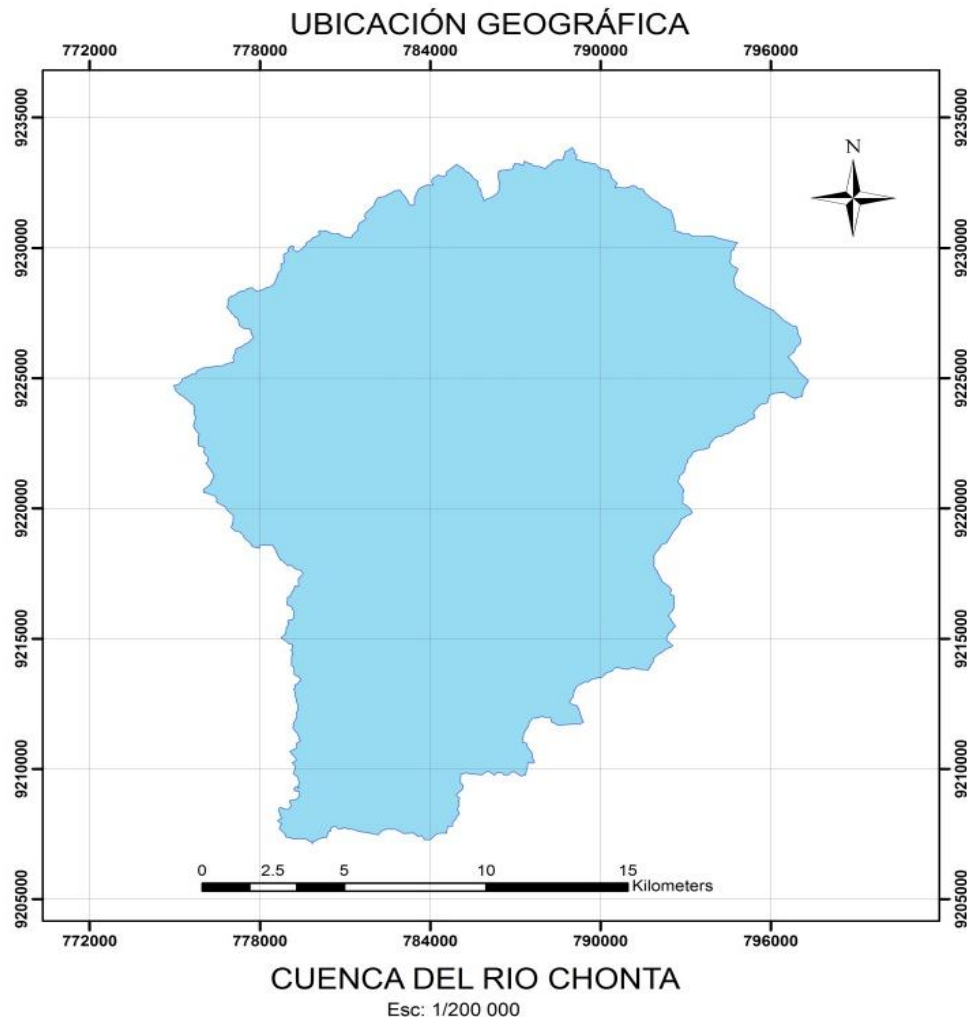 UBICACIÓN GEOGRÁFICA
772000 778000 784000 790000 796000
9235000 9235000
N
9230000 9230000
9225000 9225000
9220000 9220000
9215000 9215000
9210000 9210000
0 2.5 5 10 15
Kilometers
9205000 9205000
772000 778000 784000 790000 796000
CUENCA DEL RIO CHONTA
Esc: 1/200 000